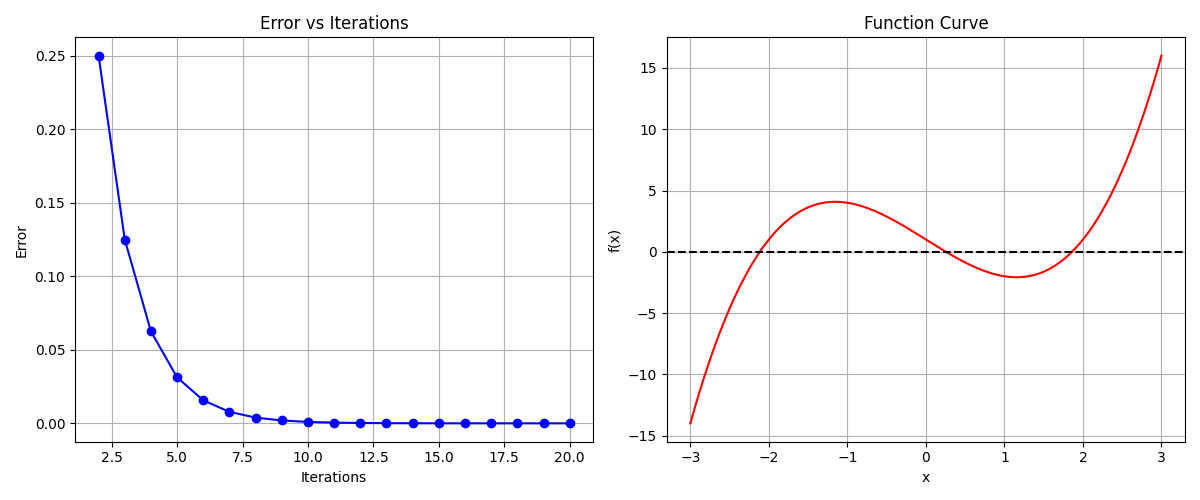 Error vs Iterations
0.25
0.20
0.15
0.10
0.05
0.00
Error
2.5 5.0 7.5 10.0 12.5 15.0 17.5 20.0
Iterations
Function Curve
15
10
5
0
−5
−10
−15
f(x)
−3 −2 −1 0 1 2 3
x